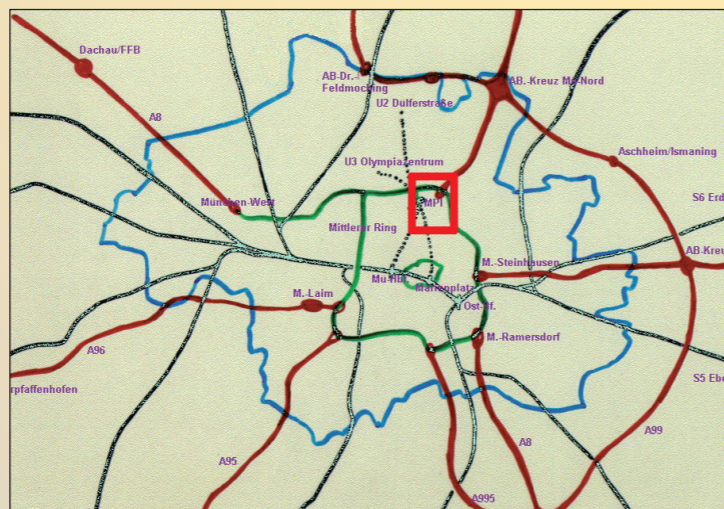 Dachau/FFB
AB-Dr.-
Feldmoching
AB.-Kreuz Mü-Nord
U2 Dülferstraße
A8
Aschheim/Ismaning
U3 Olympiazentrum
S6 Erd
München-West
MPI
Mittlerer Ring
AB-Kreu
M.-Steinhausen
Mü-Hbf.
Marienplatz
M.-Laim
Ost-Bf.
M.-Ramersdorf
A96
rpfaffenhofen
S5 Ebe
A99
A8
A95
A995